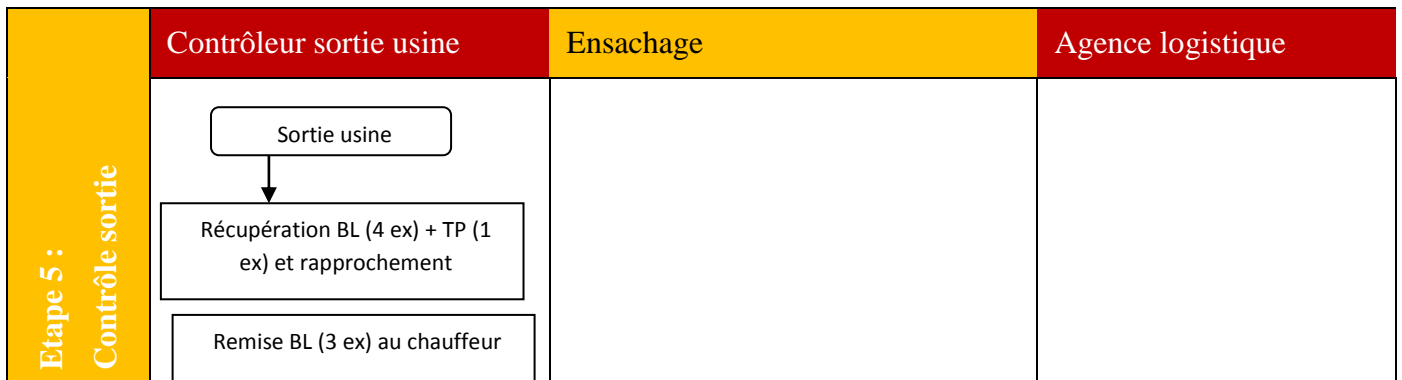 Contrôleur sortie usine
Ensachage
Agence logistique
Etape 5 :
Contrôle sortie
Sortie usine
Récupération BL (4 ex) + TP (1
ex) et rapprochement
Remise BL (3 ex) au chauffeur